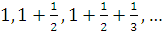 1, 1 + 1/2, 1 + 1/2 + 1/3, ...